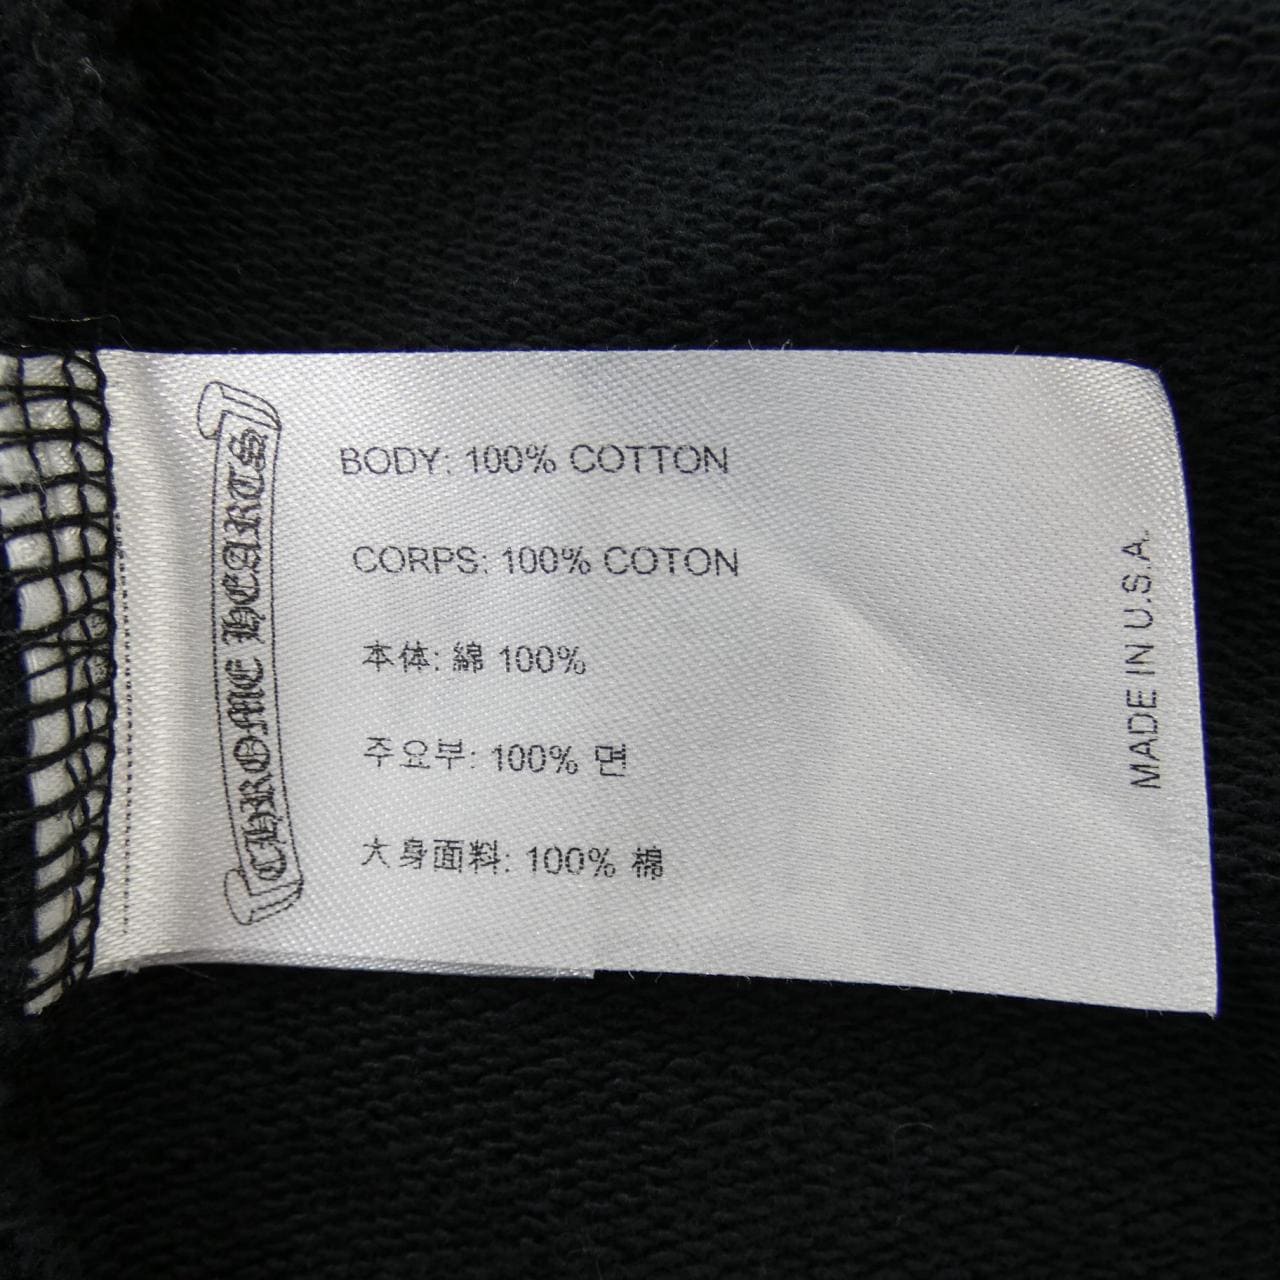 CHROME HEARTS
BODY: 100% COTTON
CORPS: 100% COTON
本体: 綿 100%
주요부: 100% 면
大身面料: 100% 棉
MADE IN U.S.A.